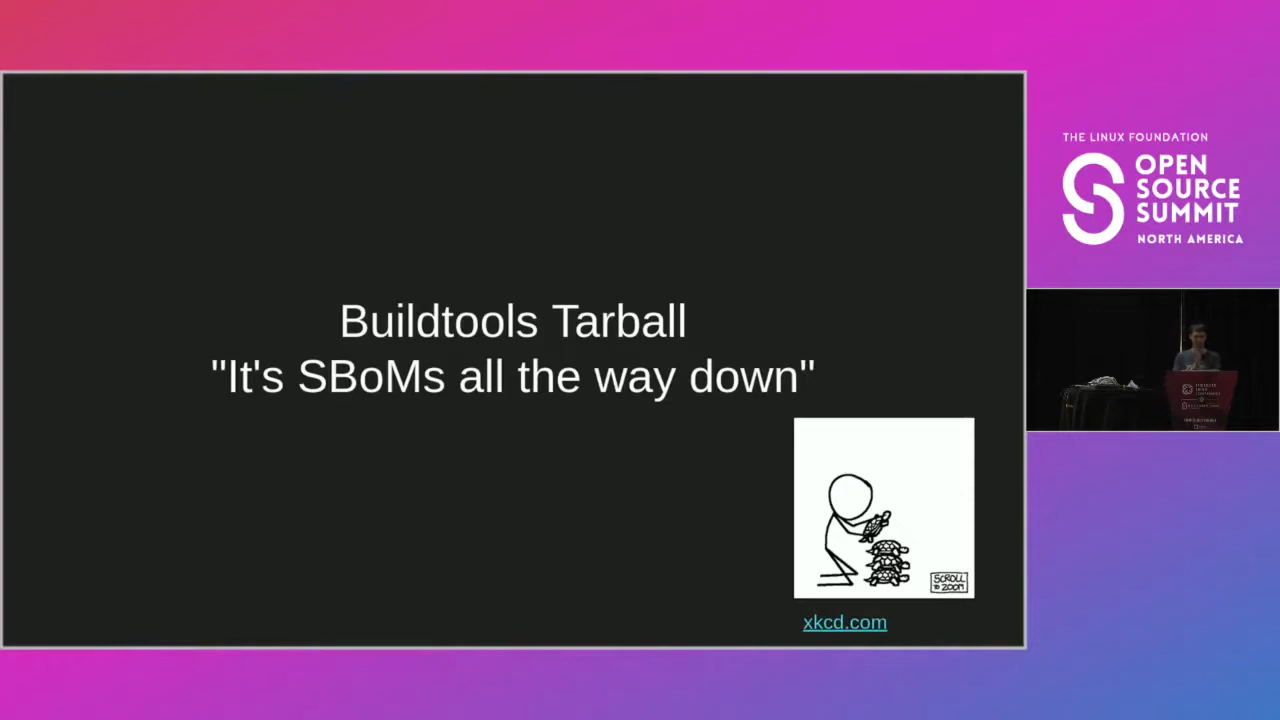 Buildtools Tarball
"It's SBoMs all the way down"
SCROLL
TO ZOOM
xkcd.com
THE LINUX FOUNDATION
OPEN
SOURCE
SUMMIT
NORTH AMERICA